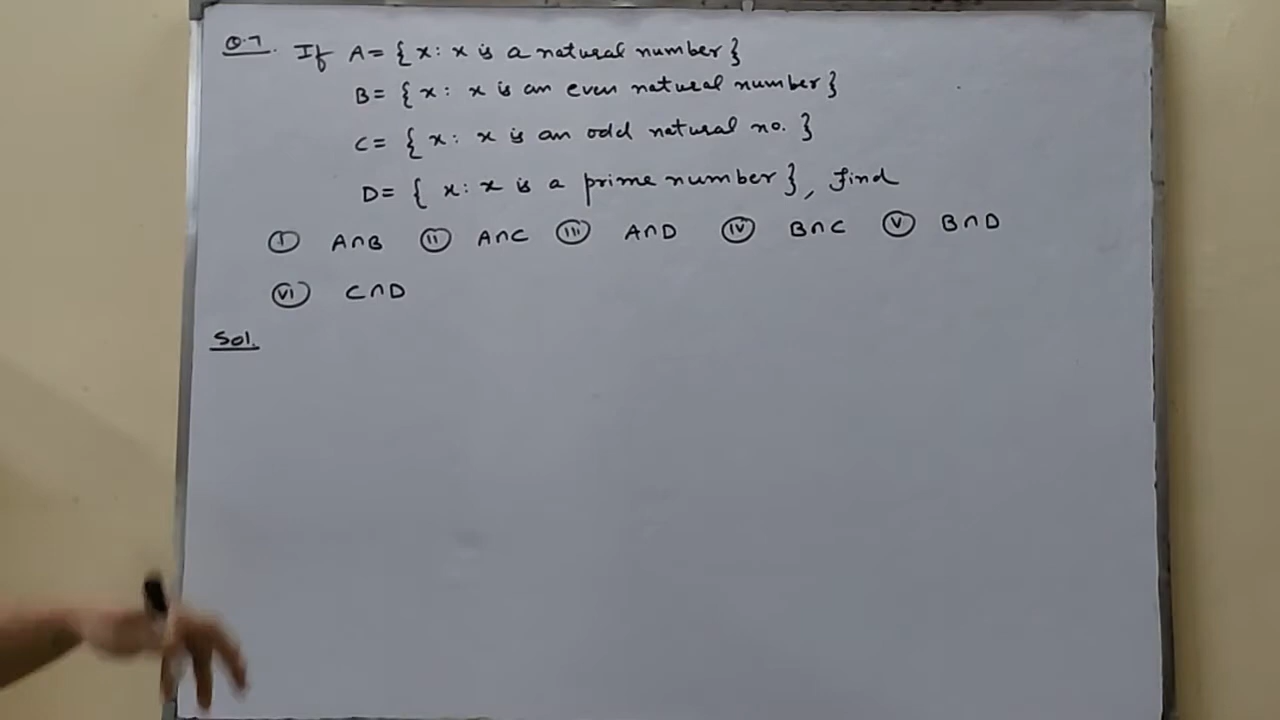 Q.7. If A= { x: x is a natural number}
B= { x: x is an even natural number}
C= { x: x is an odd natural no. }
D= { x: x is a prime number}, find
(I) A∩B (II) A∩C (III) A∩D (IV) B∩C (V) B∩D
(VI) C∩D
Sol.